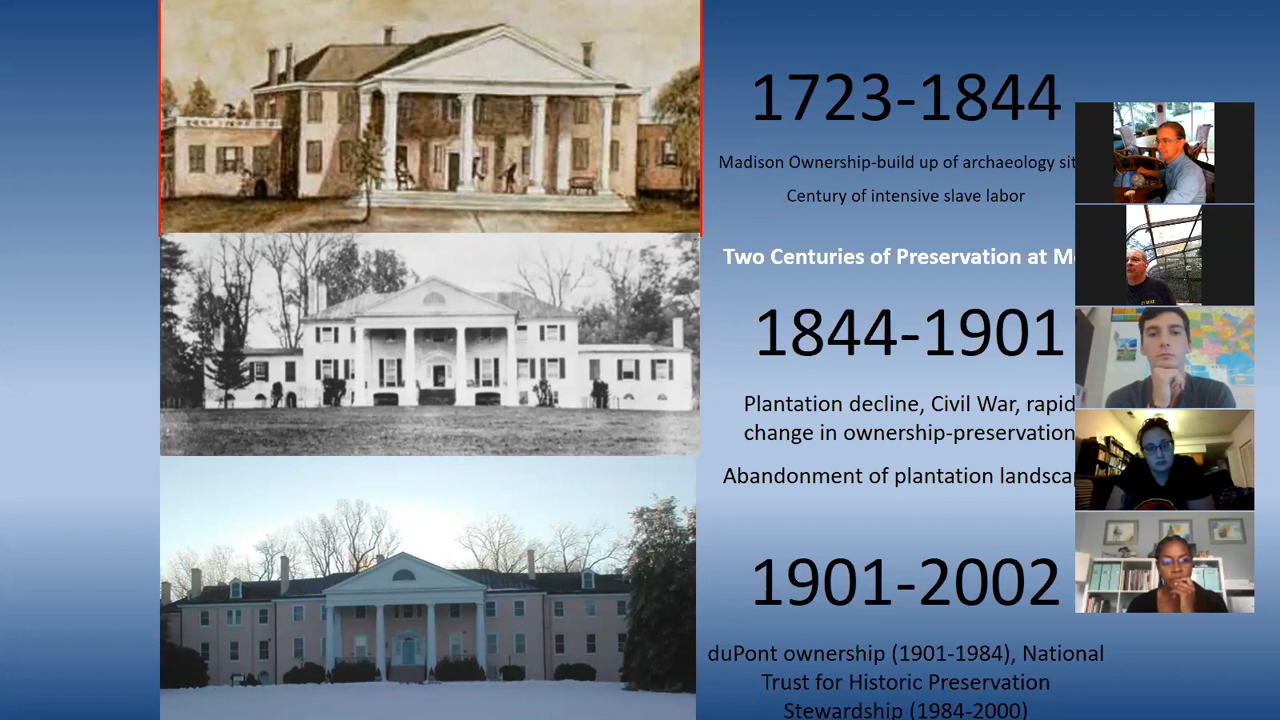 1723-1844
Madison Ownership-build up of archaeology
Century of intensive slave labor
Two Centuries of Preservation at
1844-1901
Plantation decline, Civil War, rapid
change in ownership-preservation
Abandonment of plantation
1901-2002
duPont ownership (1901-1984), National
Trust for Historic Preservation
Stewardship (1984-2000)